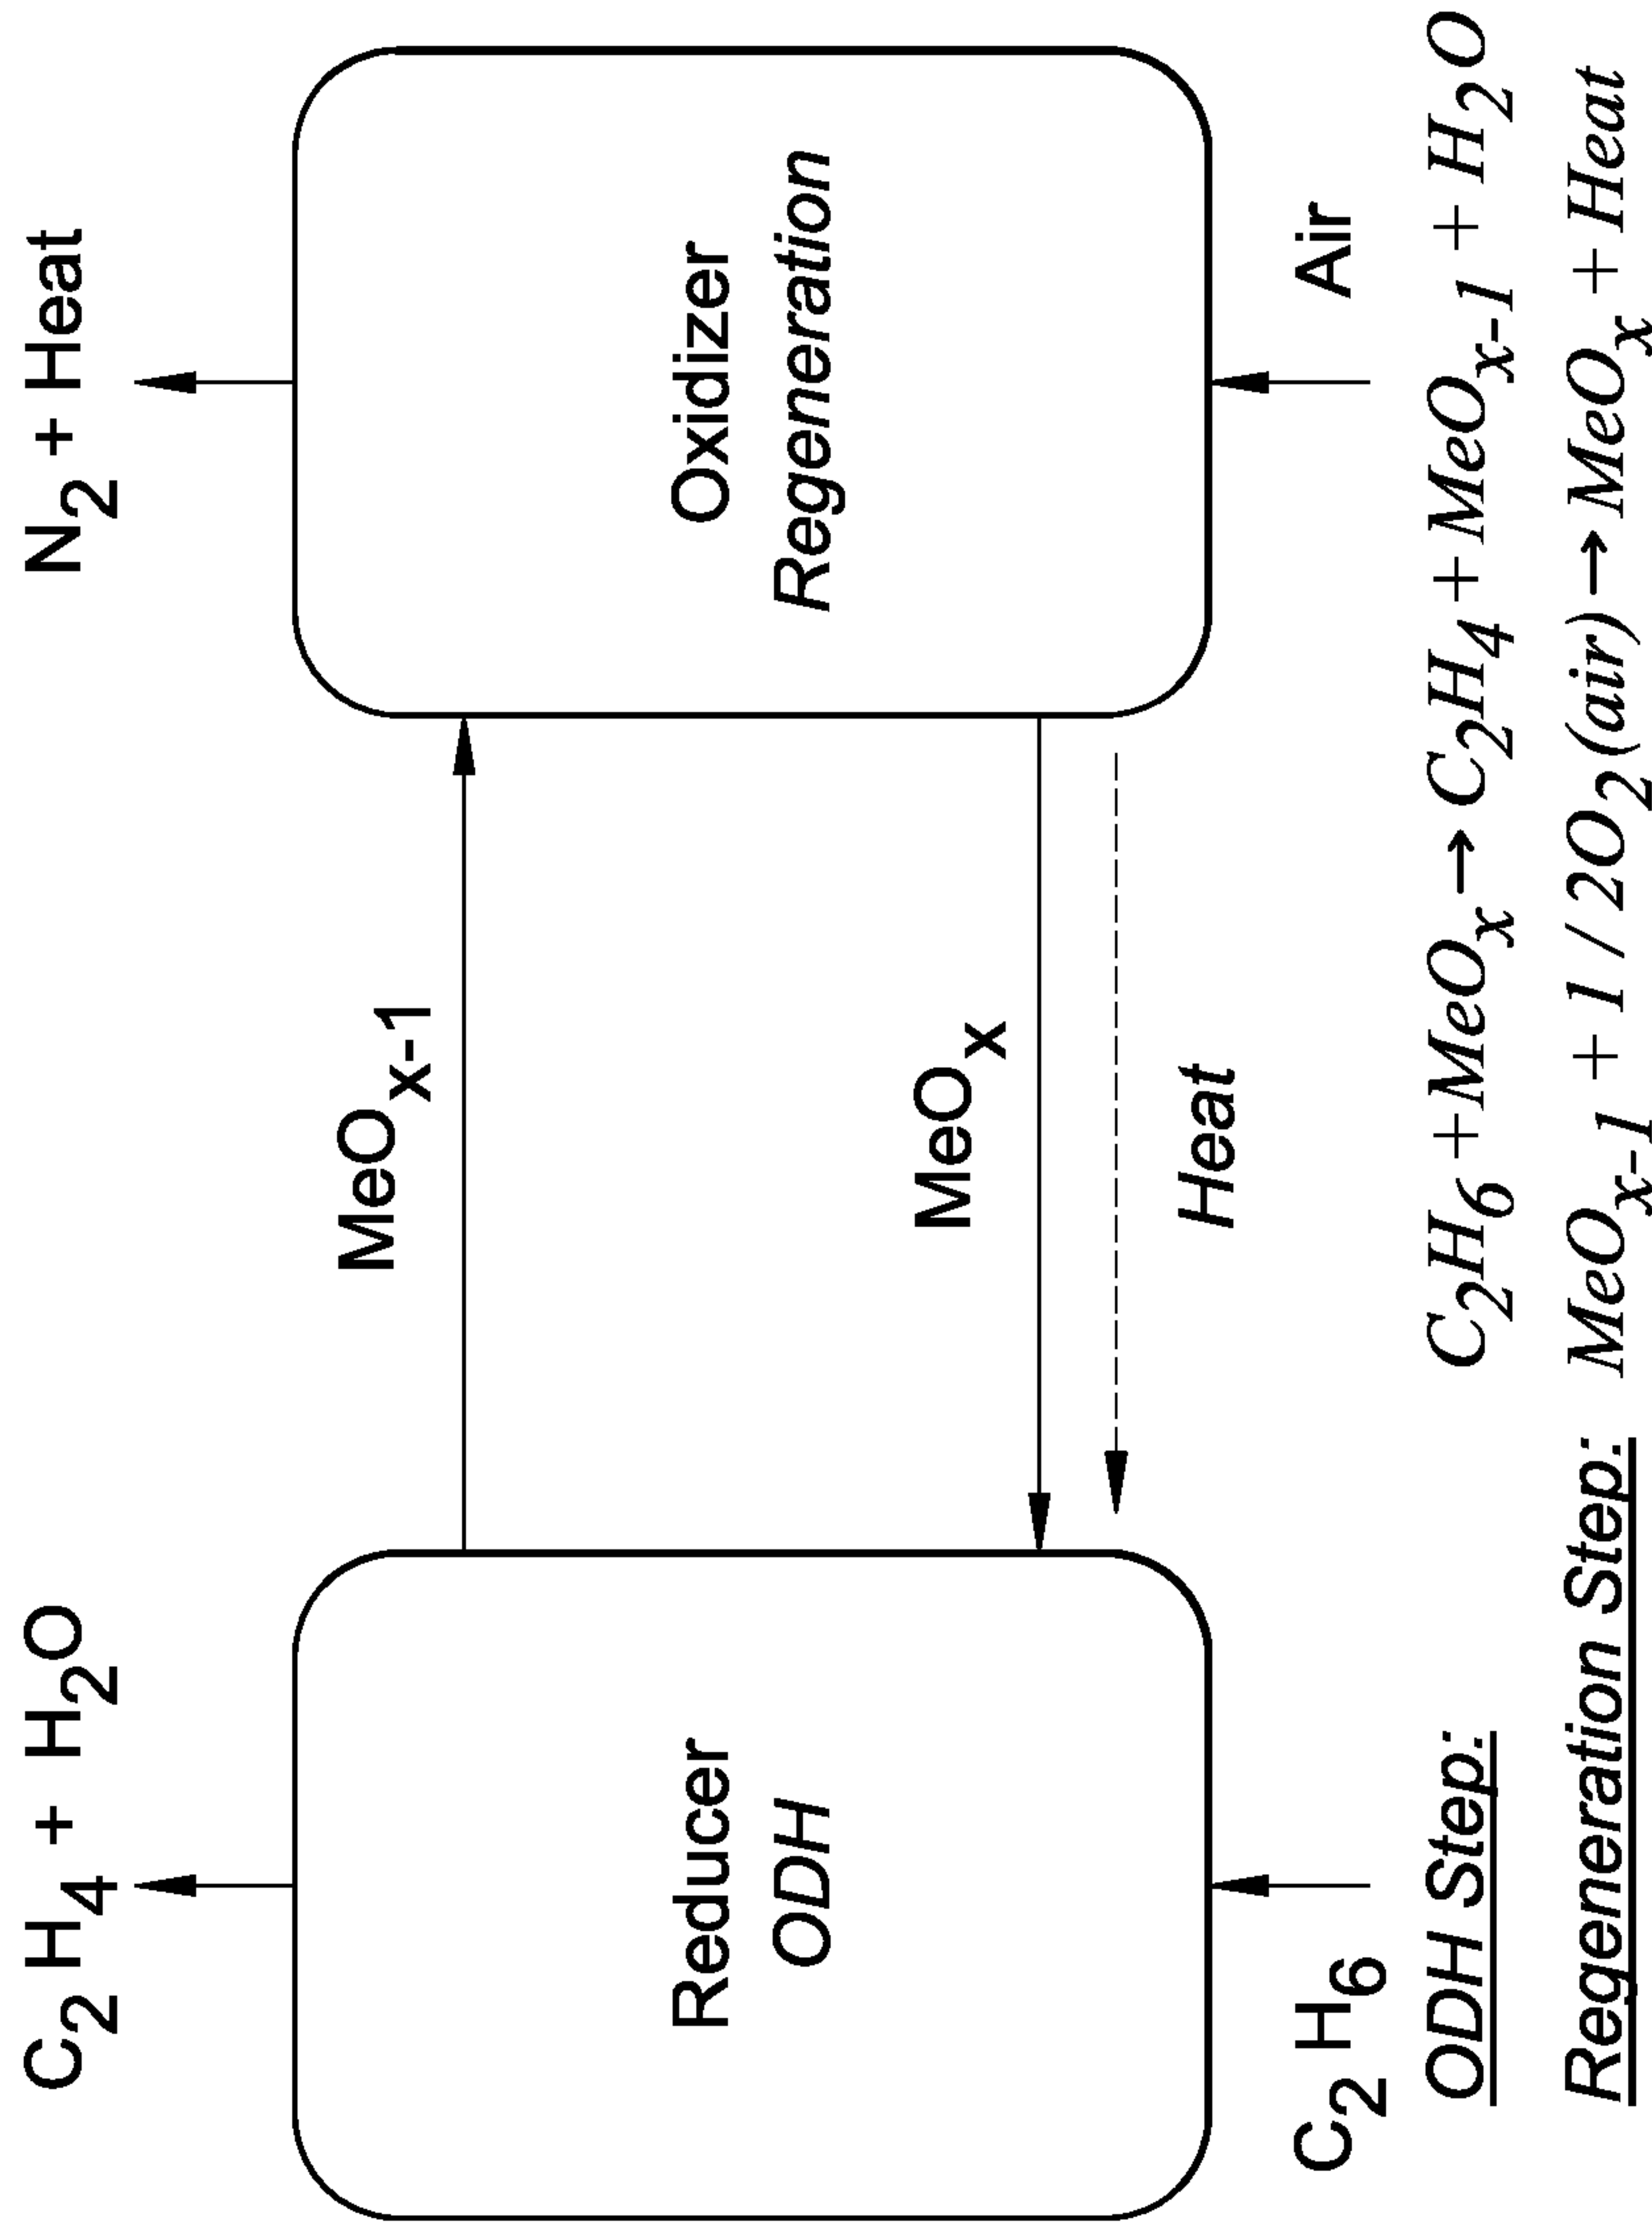 C₂H₄ + H₂O
N₂ + Heat
MeOₓ₋₁
Reducer
ODH
Oxidizer
Regeneration
MeOₓ
Heat
C₂H₆
Air
ODH Step: C₂H₆ + MeOₓ → C₂H₄ + MeOₓ₋₁ + H₂O
Regeneration Step: MeOₓ₋₁ + 1/2O₂(air) → MeOₓ + Heat